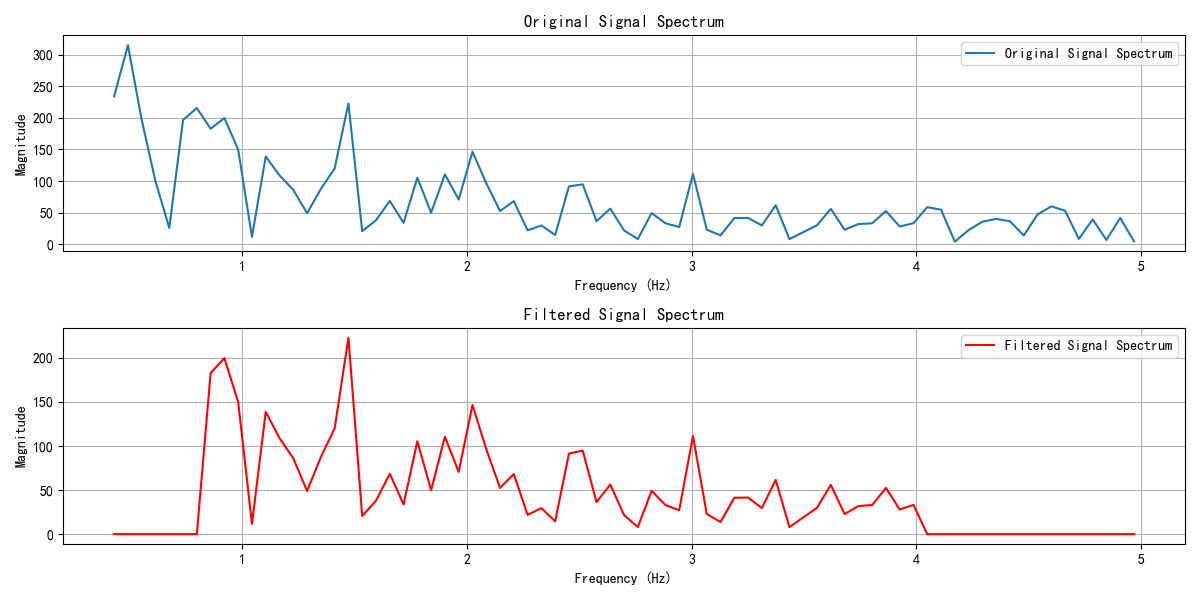 Original Signal Spectrum
Original Signal Spectrum
Magnitude
300
250
200
150
100
50
0
1
2
3
4
5
Frequency (Hz)
Filtered Signal Spectrum
Filtered Signal Spectrum
Magnitude
200
150
100
50
0
1
2
3
4
5
Frequency (Hz)